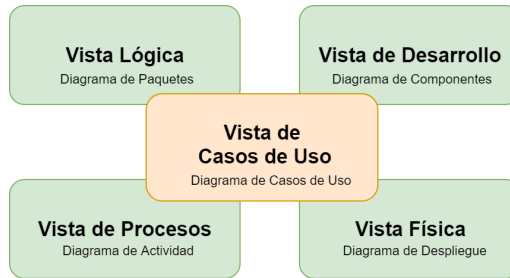 Vista Lógica
Diagrama de Paquetes
Vista de Desarrollo
Diagrama de Componentes
Vista de
Casos de Uso
Diagrama de Casos de Uso
Vista de Procesos
Diagrama de Actividad
Vista Física
Diagrama de Despliegue